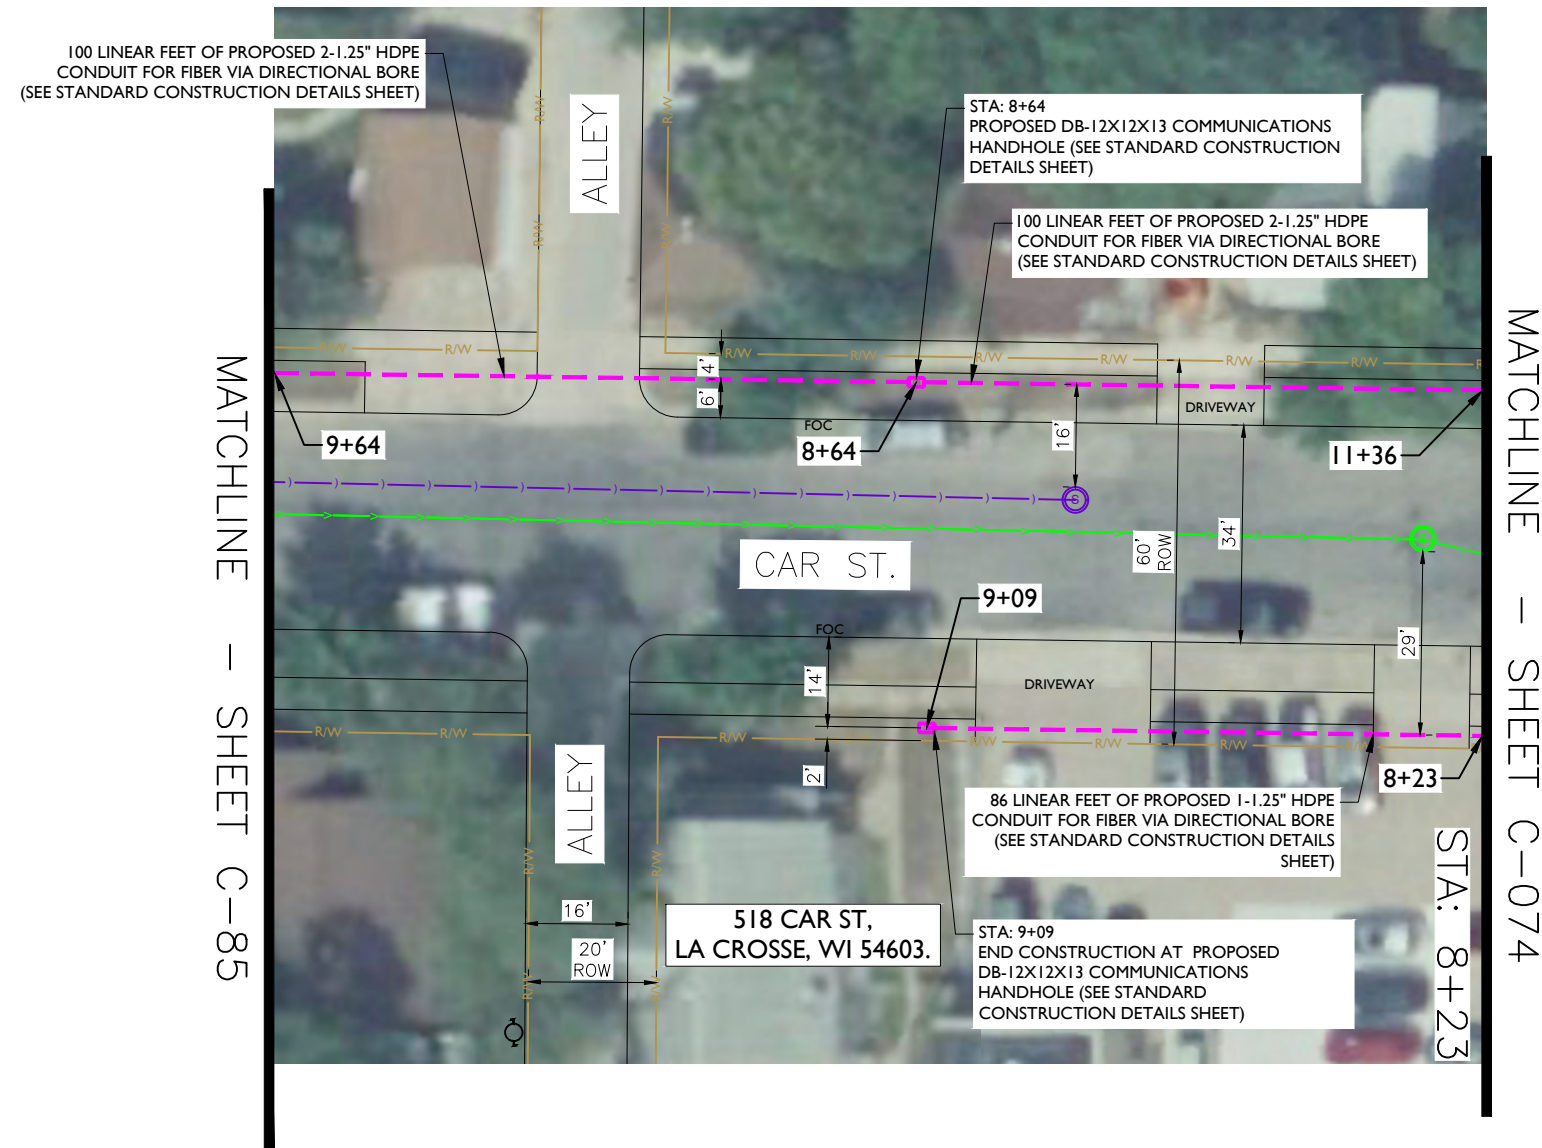 100 LINEAR FEET OF PROPOSED 2-1.25" HDPE
CONDUIT FOR FIBER VIA DIRECTIONAL BORE
(SEE STANDARD CONSTRUCTION DETAILS SHEET)
ALLEY
STA: 8+64
PROPOSED DB-12X12X13 COMMUNICATIONS
HANDHOLE (SEE STANDARD CONSTRUCTION
DETAILS SHEET)
100 LINEAR FEET OF PROPOSED 2-1.25" HDPE
CONDUIT FOR FIBER VIA DIRECTIONAL BORE
(SEE STANDARD CONSTRUCTION DETAILS SHEET)
R/W
R/W
R/W
R/W
R/W
R/W
R/W
R/W
R/W
R/W
R/W
R/W
4'
6'
DRIVEWAY
FOC
9+64
8+64
16'
11+36
S
S
34'
60'
ROW
CAR ST.
9+09
FOC
29'
14'
DRIVEWAY
R/W
R/W
R/W
R/W
R/W
R/W
R/W
R/W
2'
8+23
86 LINEAR FEET OF PROPOSED 1-1.25" HDPE
CONDUIT FOR FIBER VIA DIRECTIONAL BORE
(SEE STANDARD CONSTRUCTION DETAILS
SHEET)
ALLEY
R/W
R/W
R/W
R/W
16'
20'
ROW
518 CAR ST,
LA CROSSE, WI 54603.
STA: 9+09
END CONSTRUCTION AT PROPOSED
DB-12X12X13 COMMUNICATIONS
HANDHOLE (SEE STANDARD
CONSTRUCTION DETAILS SHEET)
STA: 8+23
MATCHLINE - SHEET C-85
MATCHLINE - SHEET C-074